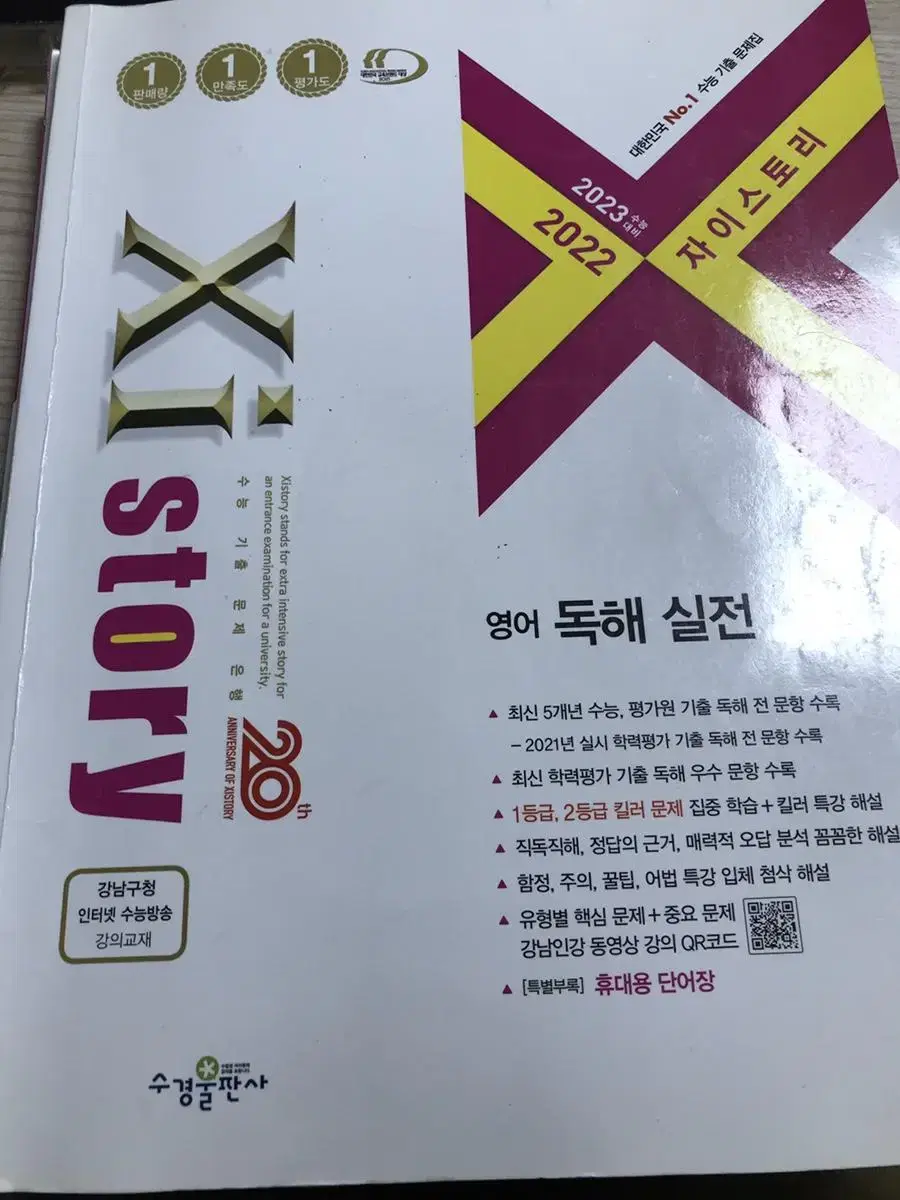 1
판매량
1
만족도
1
평가도
2021
대한민국 No.1 수능 기출 문제집
2023 수능대비
2022
자이스토리
Xi
story
Xistory stands for extra intensive story for
an entrance examination for a university.
수능 기출 문제 은행
20th
ANNIVERSARY OF XISTORY
영어 독해 실전
▲ 최신 5개년 수능, 평가원 기출 독해 전 문항 수록
– 2021년 실시 학력평가 기출 독해 전 문항 수록
▲ 최신 학력평가 기출 독해 우수 문항 수록
▲ 1등급, 2등급 킬러 문제 집중 학습+킬러 특강 해설
▲ 직독직해, 정답의 근거, 매력적 오답 분석 꼼꼼한 해설
▲ 함정, 주의, 꿀팁, 어법 특강 입체 첨삭 해설
▲ 유형별 핵심 문제+중요 문제
강남인강 동영상 강의 QR코드
▲ [특별부록] 휴대용 단어장
강남구청
인터넷 수능방송
강의교재
수경출판사